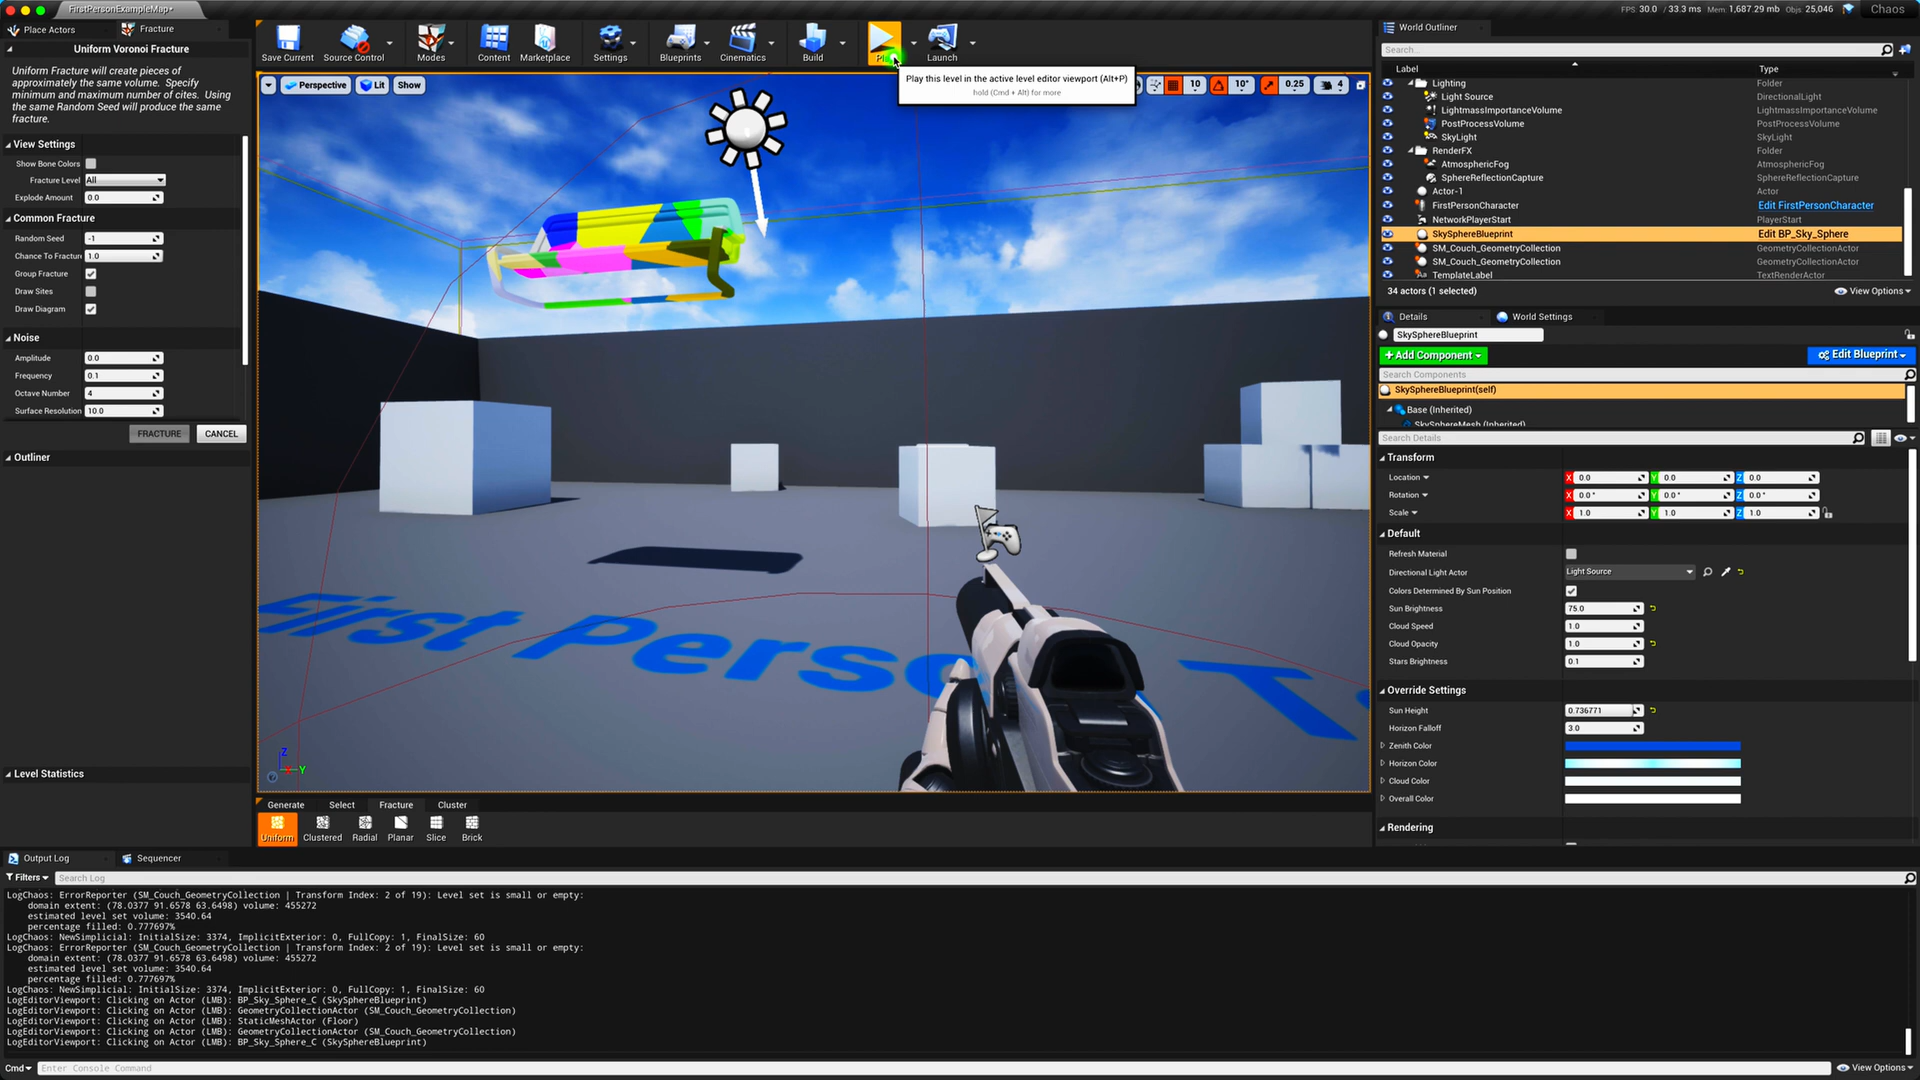 FirstPersonExampleMap•
FPS: 30.0 / 33.3 ms Mem: 1,687.29 mb Objs: 25,046
Chaos
Place Actors
Fracture
Uniform Voronoi Fracture
Uniform Fracture will create pieces of
approximately the same volume. Specify
minimum and maximum number of cites. Using
the same Random Seed will produce the same
fracture.
View Settings
Show Bone Colors
Fracture Level All
Explode Amount 0.0
Common Fracture
Random Seed -1
Chance To Fracture 1.0
Group Fracture
Draw Sites
Draw Diagram
Noise
Amplitude 0.0
Frequency 0.1
Octave Number 4
Surface Resolution 10.0
FRACTURE CANCEL
Outliner
Level Statistics
Save Current
Source Control
Modes
Content
Marketplace
Settings
Blueprints
Cinematics
Build
Launch
Play this level in the active level editor viewport (Alt+P)
hold (Cmd + Alt) for more
Perspective
Lit
Show
10
10°
0.25
4
First Person T
Z
X Y
Generate Select Fracture Cluster
Uniform Clustered Radial Planar Slice Brick
World Outliner
Search...
Label Type
Lighting Folder
Light Source DirectionalLight
LightmassImportanceVolume LightmassImportanceVolume
PostProcessVolume PostProcessVolume
SkyLight SkyLight
RenderFX Folder
AtmosphericFog AtmosphericFog
SphereReflectionCapture SphereReflectionCapture
Actor-1 Actor
FirstPersonCharacter Edit FirstPersonCharacter
NetworkPlayerStart PlayerStart
SkySphereBlueprint Edit BP_Sky_Sphere
SM_Couch_GeometryCollection GeometryCollectionActor
SM_Couch_GeometryCollection GeometryCollectionActor
TemplateLabel TextRenderActor
34 actors (1 selected)
View Options
Details
World Settings
SkySphereBlueprint
+Add Component
Edit Blueprint
Search Components
SkySphereBlueprint(self)
Base (Inherited)
SkySphereMesh (Inherited)
Search Details
Transform
Location X 0.0 Y 0.0 Z 0.0
Rotation X 0.0° Y 0.0° Z 0.0°
Scale X 1.0 Y 1.0 Z 1.0
Default
Refresh Material
Directional Light Actor Light Source
Colors Determined By Sun Position
Sun Brightness 75.0
Cloud Speed 1.0
Cloud Opacity 1.0
Stars Brightness 0.1
Override Settings
Sun Height 0.736771
Horizon Falloff 3.0
Zenith Color
Horizon Color
Cloud Color
Overall Color
Rendering
Output Log
Sequencer
Filters
Search Log
LogChaos: ErrorReporter (SM_Couch_GeometryCollection | Transform Index: 2 of 19): Level set is small or empty:
domain extent: (78.0377 91.6578 63.6498) volume: 455272
estimated level set volume: 3540.64
percentage filled: 0.777697%
LogChaos: NewSimplicial: InitialSize: 3374, ImplicitExterior: 0, FullCopy: 1, FinalSize: 60
LogChaos: ErrorReporter (SM_Couch_GeometryCollection | Transform Index: 2 of 19): Level set is small or empty:
domain extent: (78.0377 91.6578 63.6498) volume: 455272
estimated level set volume: 3540.64
percentage filled: 0.777697%
LogChaos: NewSimplicial: InitialSize: 3374, ImplicitExterior: 0, FullCopy: 1, FinalSize: 60
LogEditorViewport: Clicking on Actor (LMB): BP_Sky_Sphere_C (SkySphereBlueprint)
LogEditorViewport: Clicking on Actor (LMB): GeometryCollectionActor (SM_Couch_GeometryCollection)
LogEditorViewport: Clicking on Actor (LMB): StaticMeshActor (Floor)
LogEditorViewport: Clicking on Actor (LMB): GeometryCollectionActor (SM_Couch_GeometryCollection)
LogEditorViewport: Clicking on Actor (LMB): BP_Sky_Sphere_C (SkySphereBlueprint)
Cmd
Enter Console Command
View Options